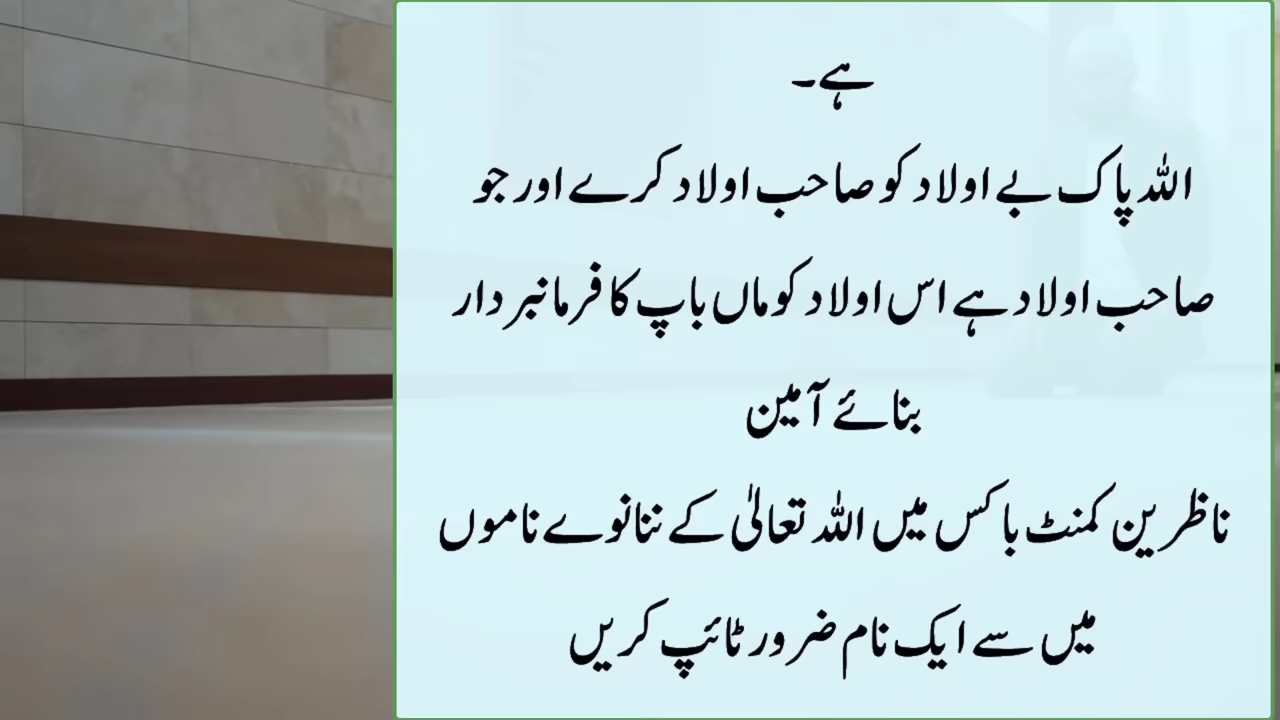 ہے۔
اللہ پاک بے اولاد کو صاحب اولاد کرے اور جو
صاحب اولاد ہے اس اولاد کو ماں باپ کا فرمانبردار
بنائے آمین
ناظرین کمنٹ باکس میں اللہ تعالیٰ کے ننانوے ناموں
میں سے ایک نام ضرور ٹائپ کریں